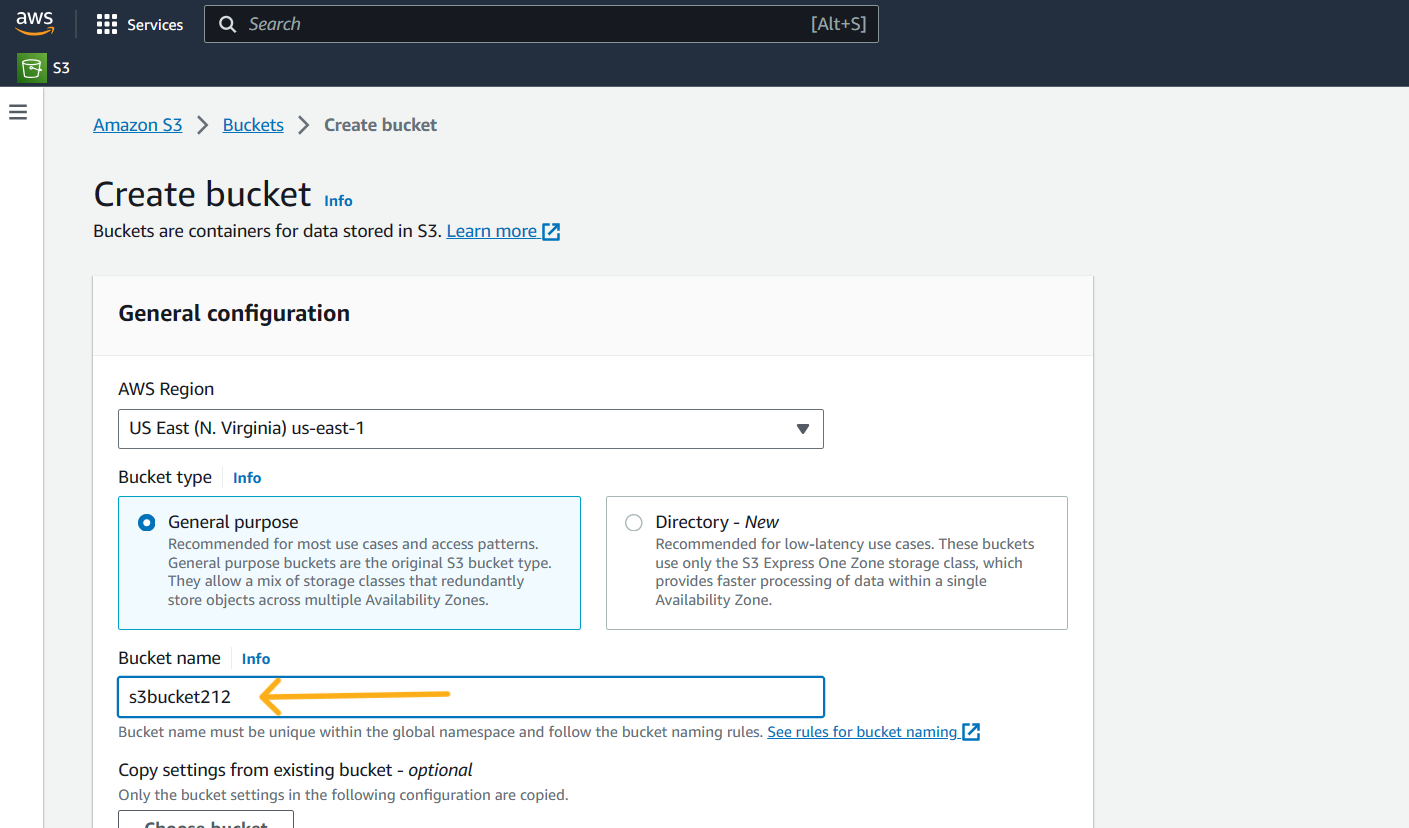 aws
Services
Search [Alt+S]
S3
Amazon S3 Buckets Create bucket
Create bucket Info
Buckets are containers for data stored in S3. Learn more
General configuration
AWS Region
US East (N. Virginia) us-east-1
Bucket type Info
General purpose
Recommended for most use cases and access patterns.
General purpose buckets are the original S3 bucket type.
They allow a mix of storage classes that redundantly
store objects across multiple Availability Zones.
Directory - New
Recommended for low-latency use cases. These buckets
use only the S3 Express One Zone storage class, which
provides faster processing of data within a single
Availability Zone.
Bucket name Info
s3bucket212
Bucket name must be unique within the global namespace and follow the bucket naming rules. See rules for bucket naming
Copy settings from existing bucket - optional
Only the bucket settings in the following configuration are copied.
Choose bucket